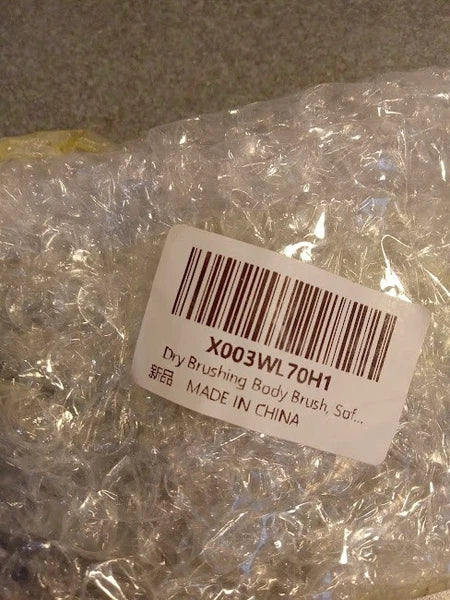 X003WL70H1
Dry Brushing Body Brush, Sof...
新品 MADE IN CHINA